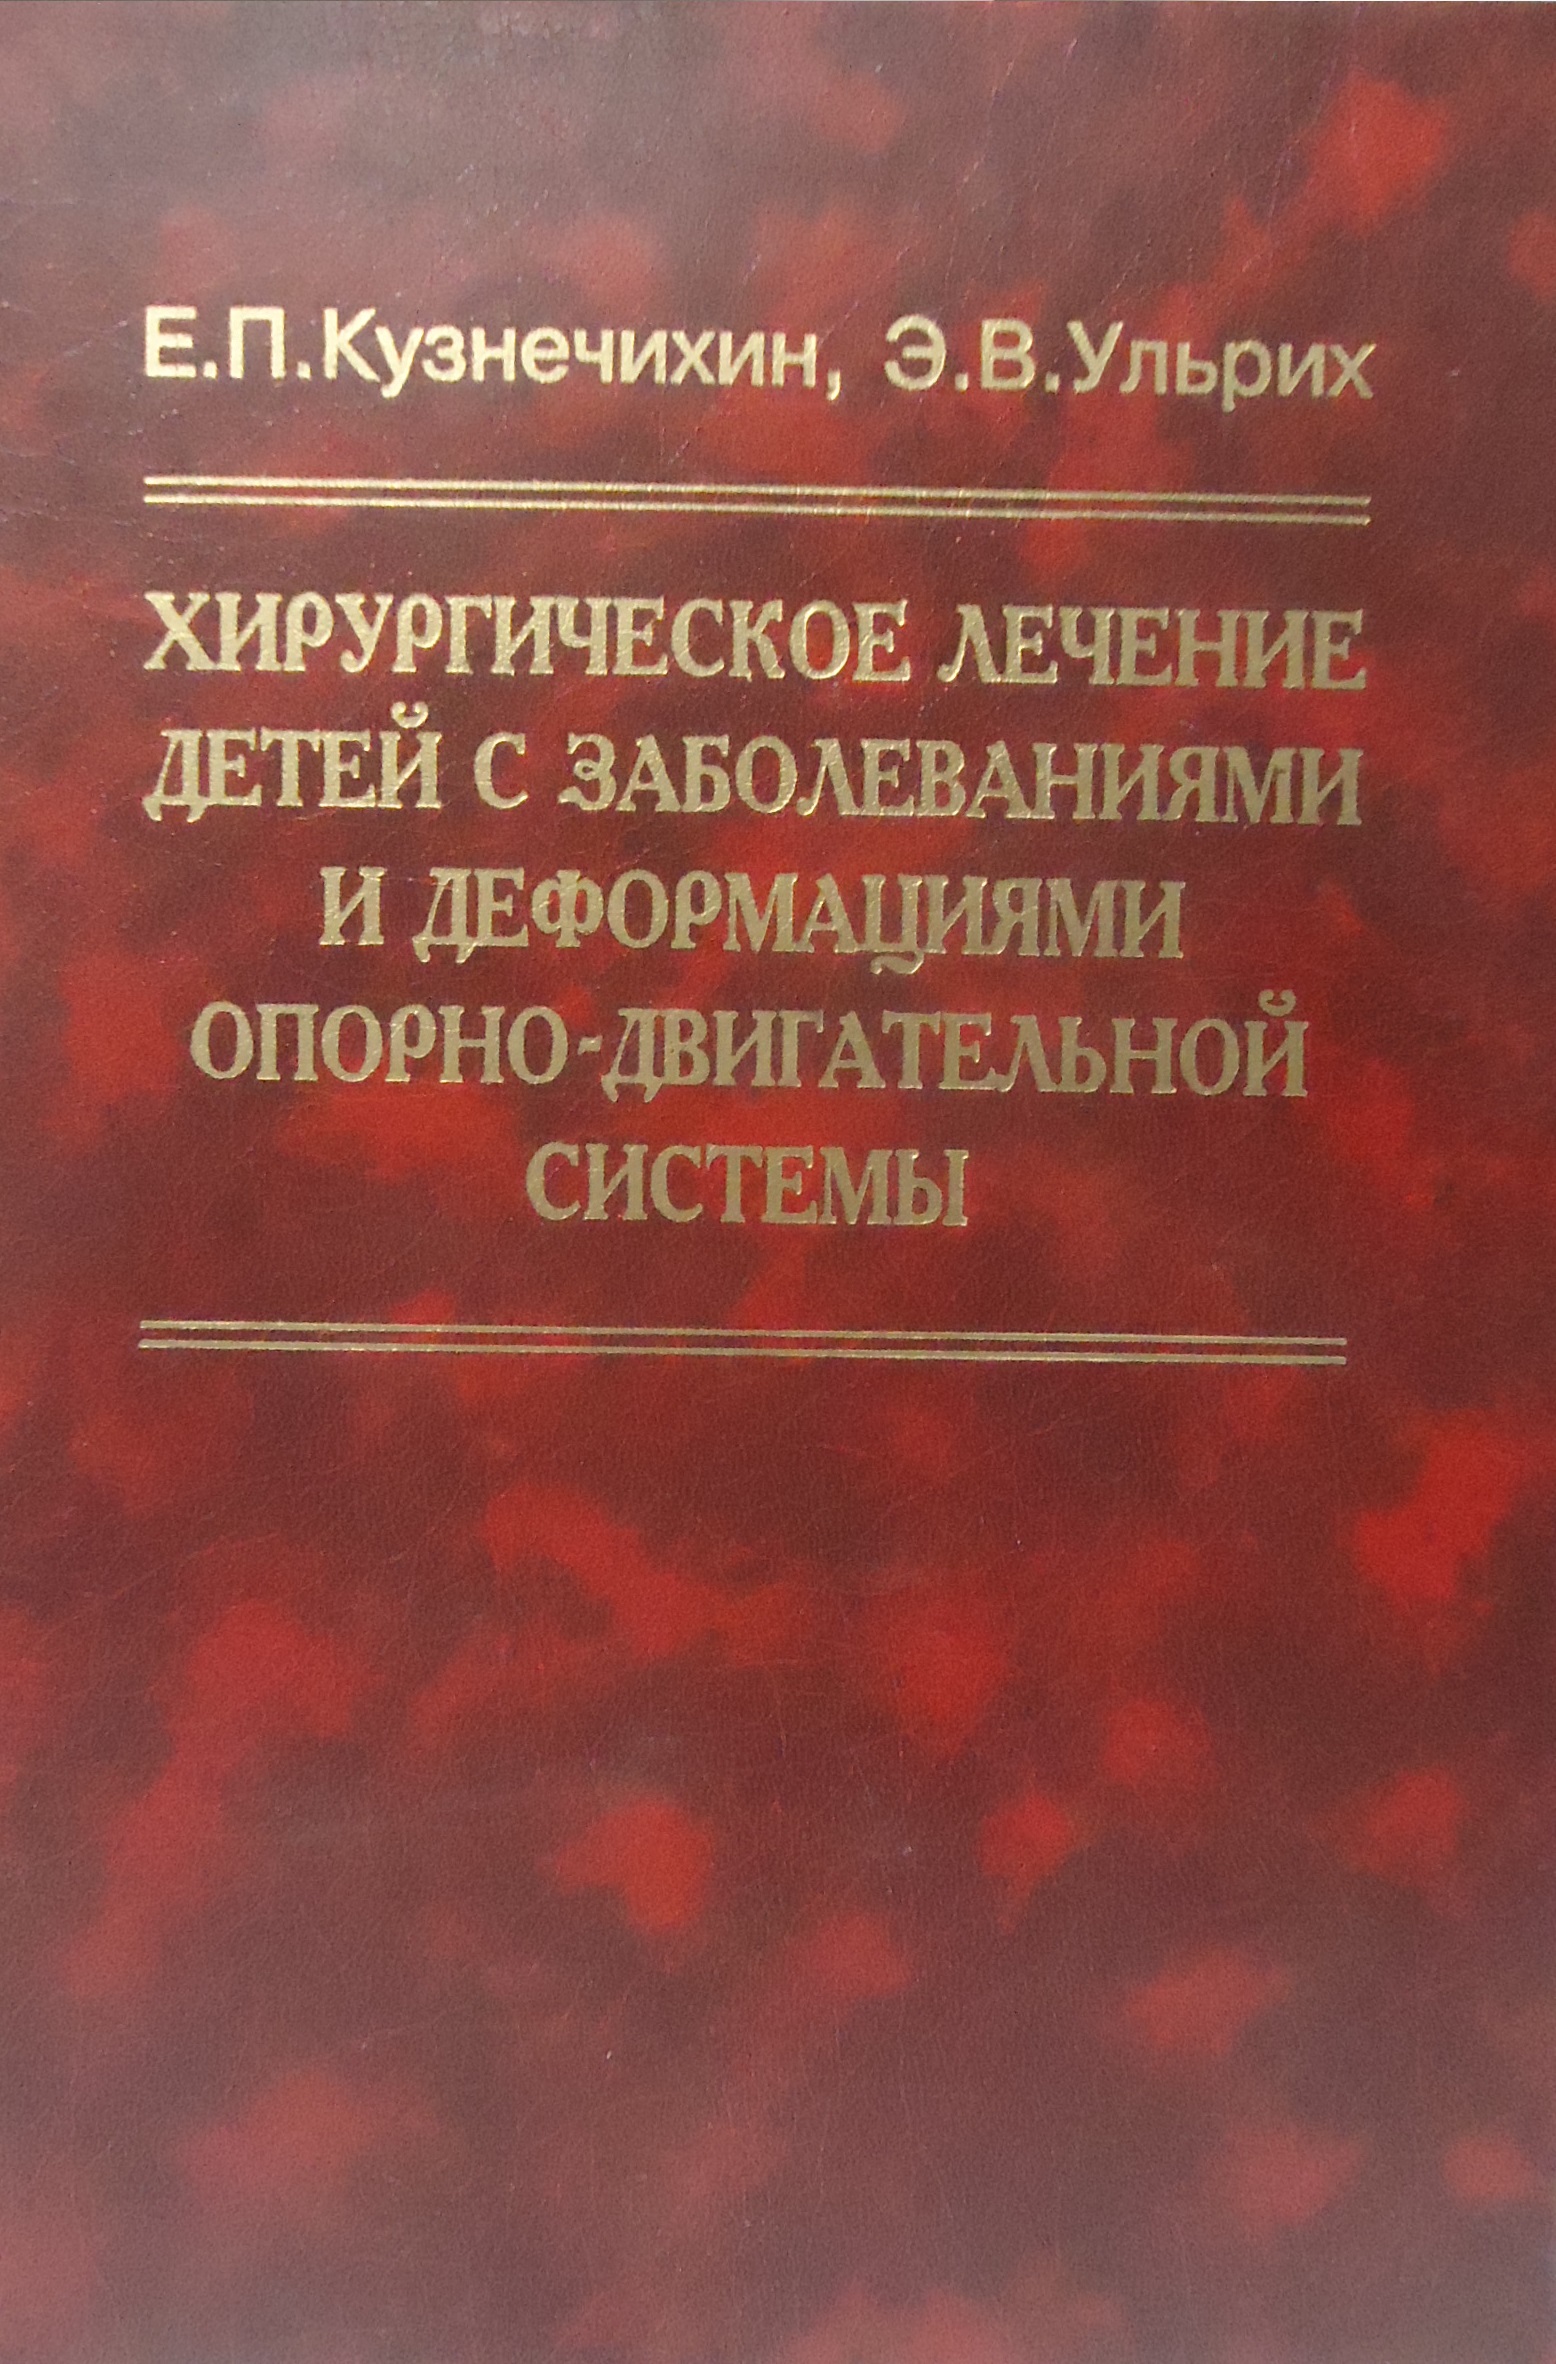 Е.П.Кузнечихин, Э.В.Ульрих
ХИРУРГИЧЕСКОЕ ЛЕЧЕНИЕ
ДЕТЕЙ С ЗАБОЛЕВАНИЯМИ
И ДЕФОРМАЦИЯМИ
ОПОРНО-ДВИГАТЕЛЬНОЙ
СИСТЕМЫ